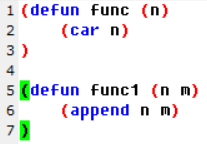 1 (defun func (n)
2     (car n)
3 )
4
5 (defun func1 (n m)
6     (append n m)
7 )